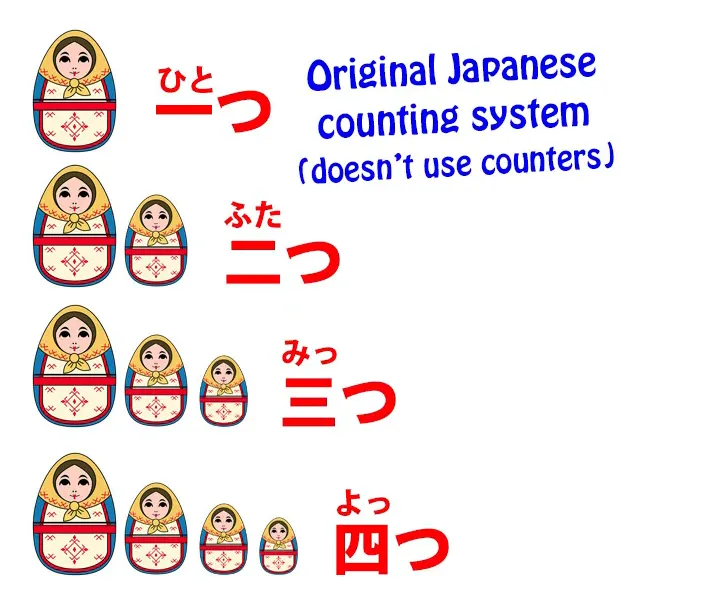 ひと
一つ
Original Japanese
counting system
(doesn't use counters)
ふた
二つ
みっ
三つ
よっ
四つ